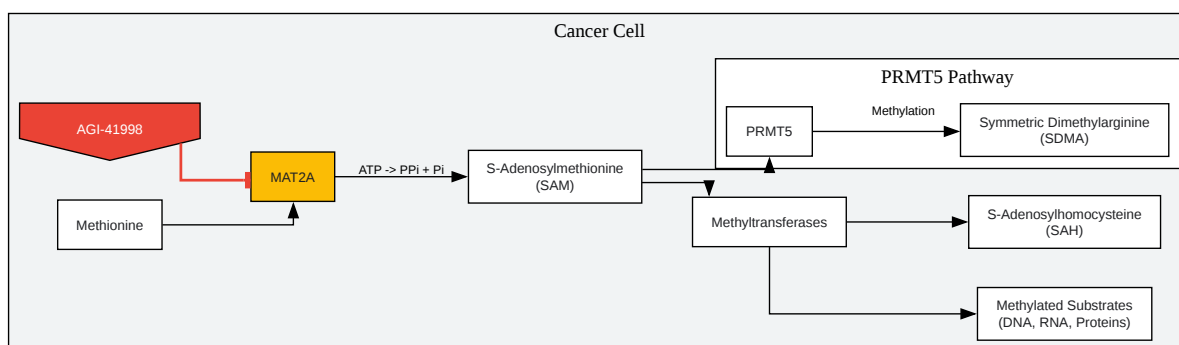 Cancer Cell
PRMT5 Pathway
AGI-41998
PRMT5
Methylation
Symmetric Dimethylarginine
(SDMA)
MAT2A
ATP -> PPi + Pi
S-Adenosylmethionine
(SAM)
Methionine
Methyltransferases
S-Adenosylhomocysteine
(SAH)
Methylated Substrates
(DNA, RNA, Proteins)